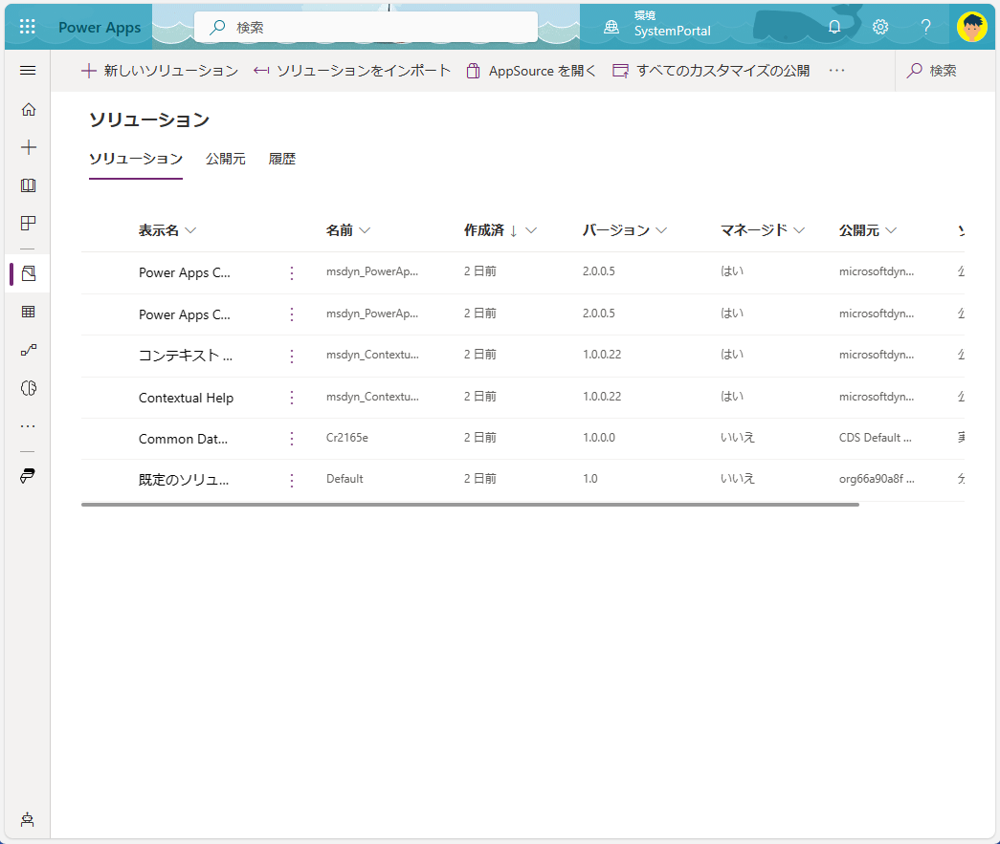 Power Apps
検索
環境
SystemPortal
新しいソリューション ソリューションをインポート AppSource を開く すべてのカスタマイズの公開 ··· 検索
ソリューション
ソリューション 公開元 履歴
表示名 名前 作成済 ↓ バージョン マネージド 公開元
Power Apps C... msdyn_PowerAp... 2 日前 2.0.0.5 はい microsoftdyn...
Power Apps C... msdyn_PowerAp... 2 日前 2.0.0.5 はい microsoftdyn...
コンテキスト ... msdyn_Contextu... 2 日前 1.0.0.22 はい microsoftdyn...
Contextual Help msdyn_Contextu... 2 日前 1.0.0.22 はい microsoftdyn...
Common Dat... Cr2165e 2 日前 1.0.0.0 いいえ CDS Default ...
既定のソリュ... Default 2 日前 1.0 いいえ org66a90a8f ...